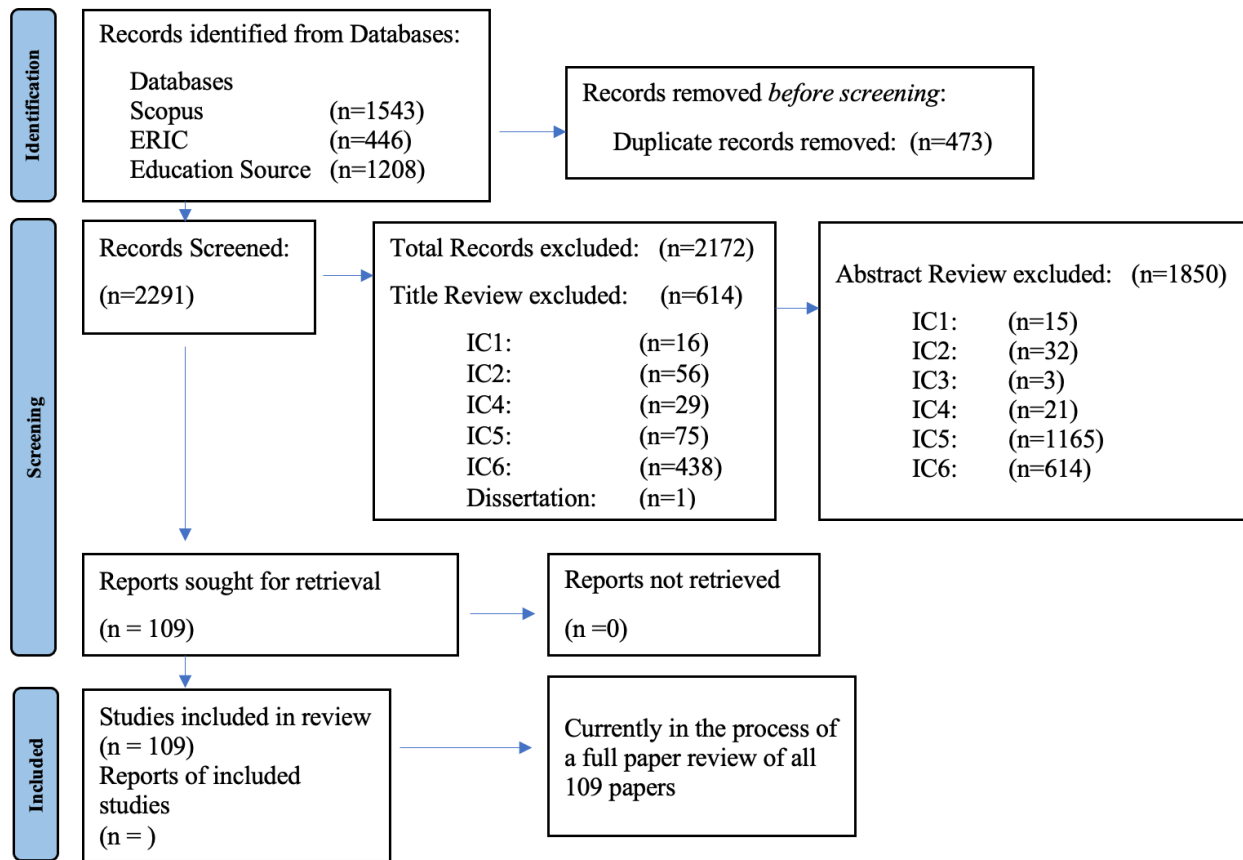 Identification
Records identified from Databases:
Databases
Scopus (n=1543)
ERIC (n=446)
Education Source (n=1208)
Records removed before screening:
Duplicate records removed: (n=473)
Screening
Records Screened:
(n=2291)
Total Records excluded: (n=2172)
Title Review excluded: (n=614)
IC1: (n=16)
IC2: (n=56)
IC4: (n=29)
IC5: (n=75)
IC6: (n=438)
Dissertation: (n=1)
Abstract Review excluded: (n=1850)
IC1: (n=15)
IC2: (n=32)
IC3: (n=3)
IC4: (n=21)
IC5: (n=1165)
IC6: (n=614)
Reports sought for retrieval
(n = 109)
Reports not retrieved
(n =0)
Included
Studies included in review
(n = 109)
Reports of included
studies
(n = )
Currently in the process of
a full paper review of all
109 papers